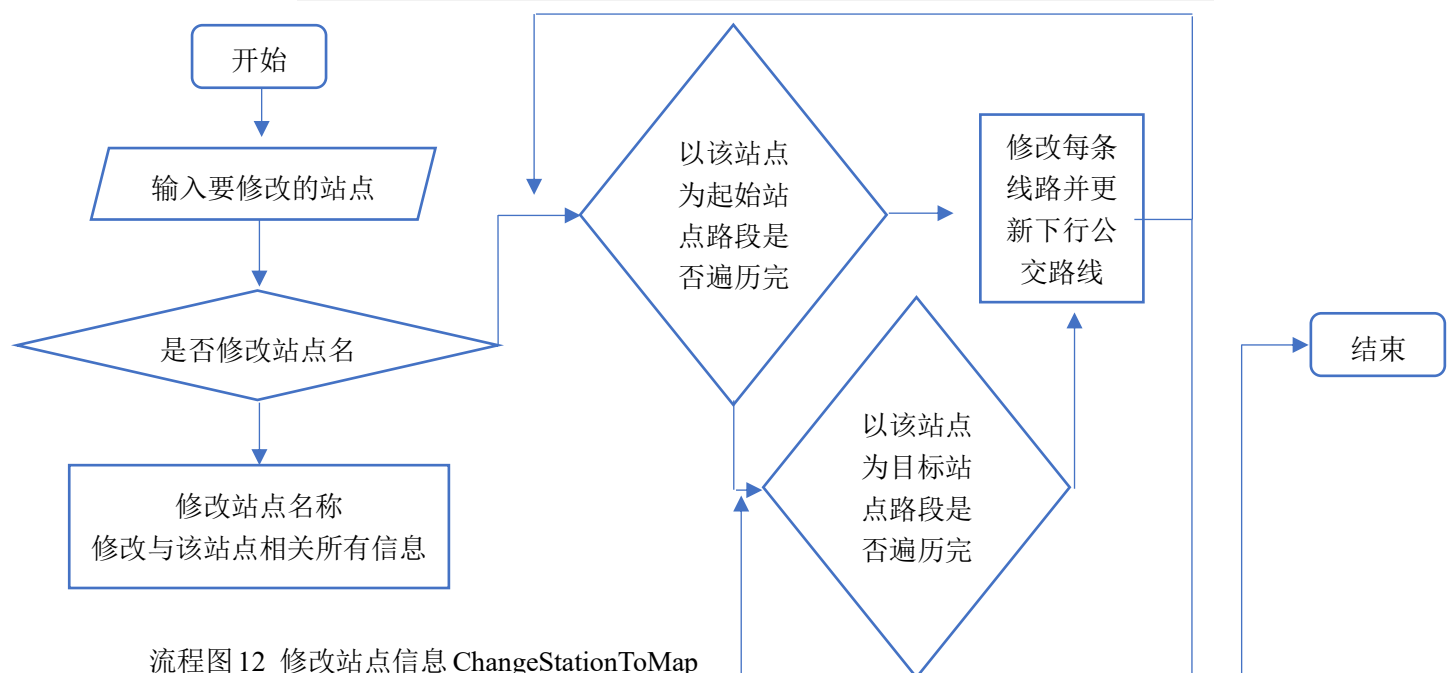 开始
输入要修改的站点
是否修改站点名
修改站点名称
修改与该站点相关所有信息
以该站点
为起始站
点路段是
否遍历完
修改每条
线路并更
新下行公
交路线
以该站点
为目标站
点路段是
否遍历完
结束
流程图12 修改站点信息 ChangeStationToMap